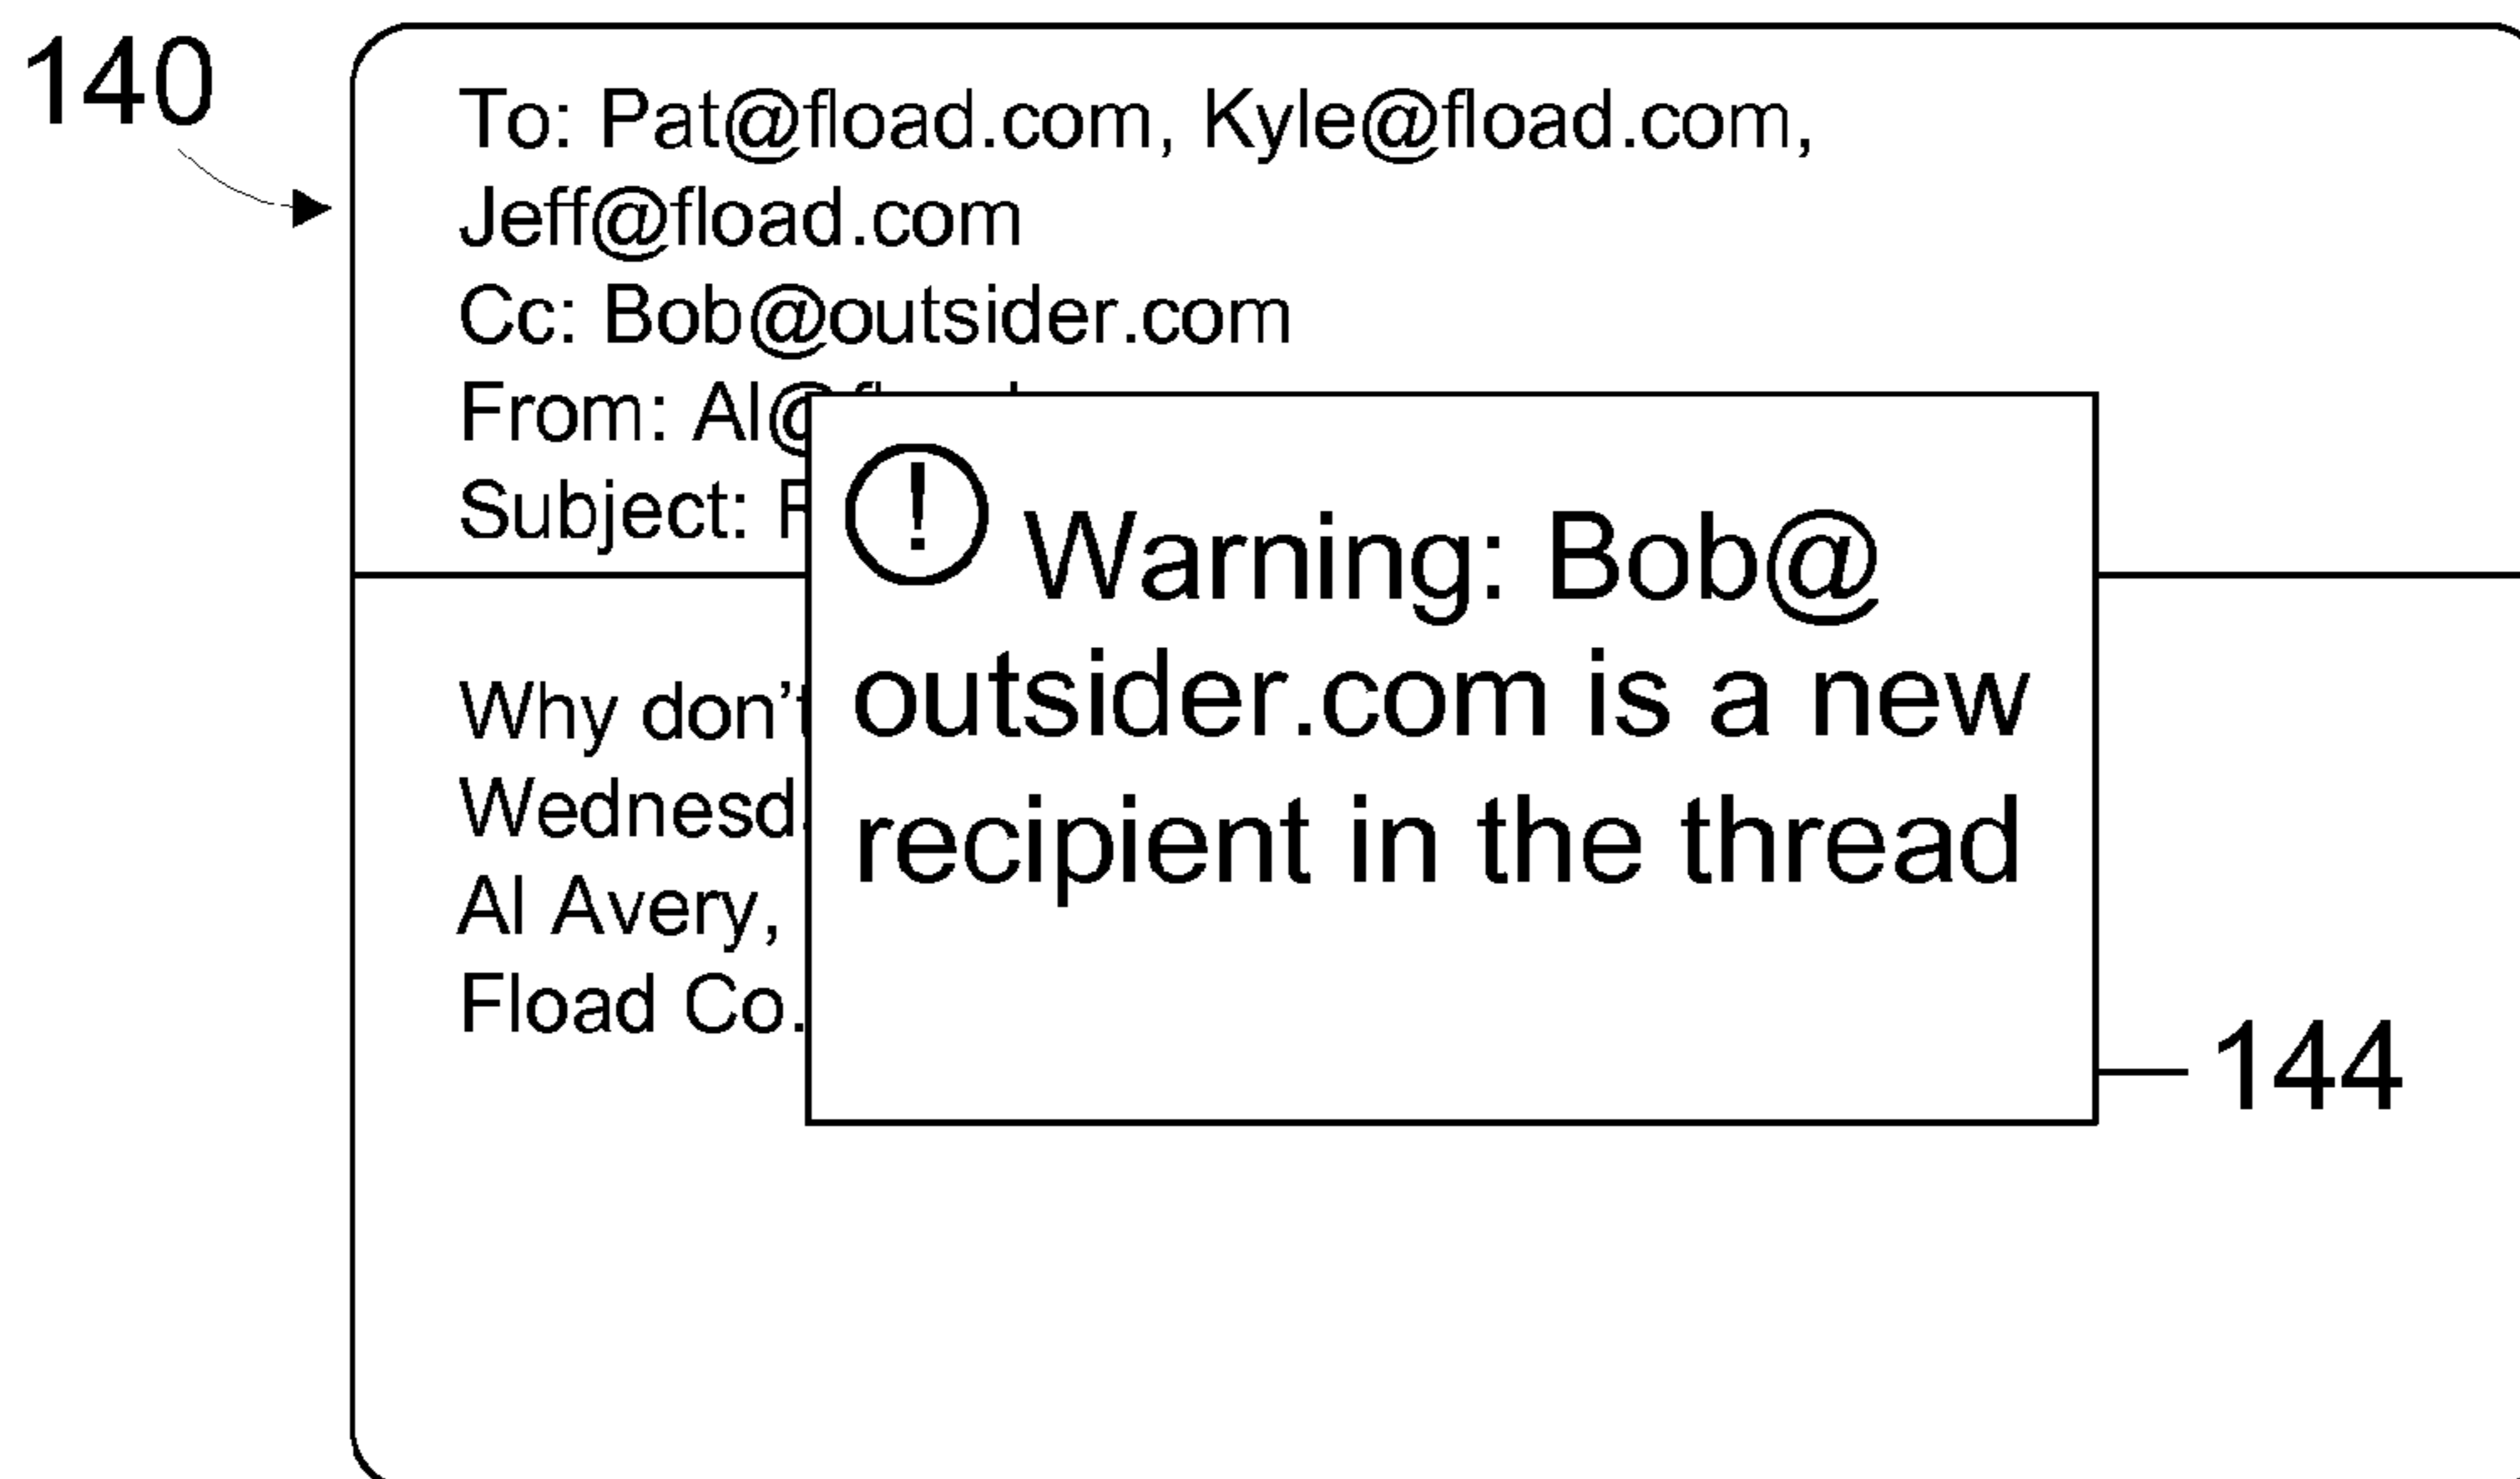 140
To: Pat@fload.com, Kyle@fload.com,
Jeff@fload.com
Cc: Bob@outsider.com
From: Al@
Subject:
Why don't
Al Avery,
Fload Co.
! Warning: Bob@
outsider.com is a new
recipient in the thread
144